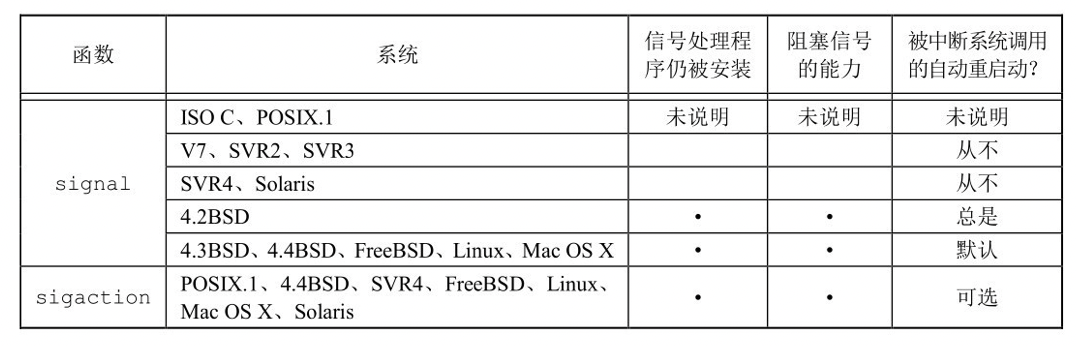 函数 系统 信号处理程序仍被安装 阻塞信号的能力 被中断系统调用的自动重启动?
signal ISO C、POSIX.1 未说明 未说明 未说明
V7、SVR2、SVR3 从不
SVR4、Solaris 从不
4.2BSD • • 总是
4.3BSD、4.4BSD、FreeBSD、Linux、Mac OS X • • 默认
sigaction POSIX.1、4.4BSD、SVR4、FreeBSD、Linux、
Mac OS X、Solaris • • 可选